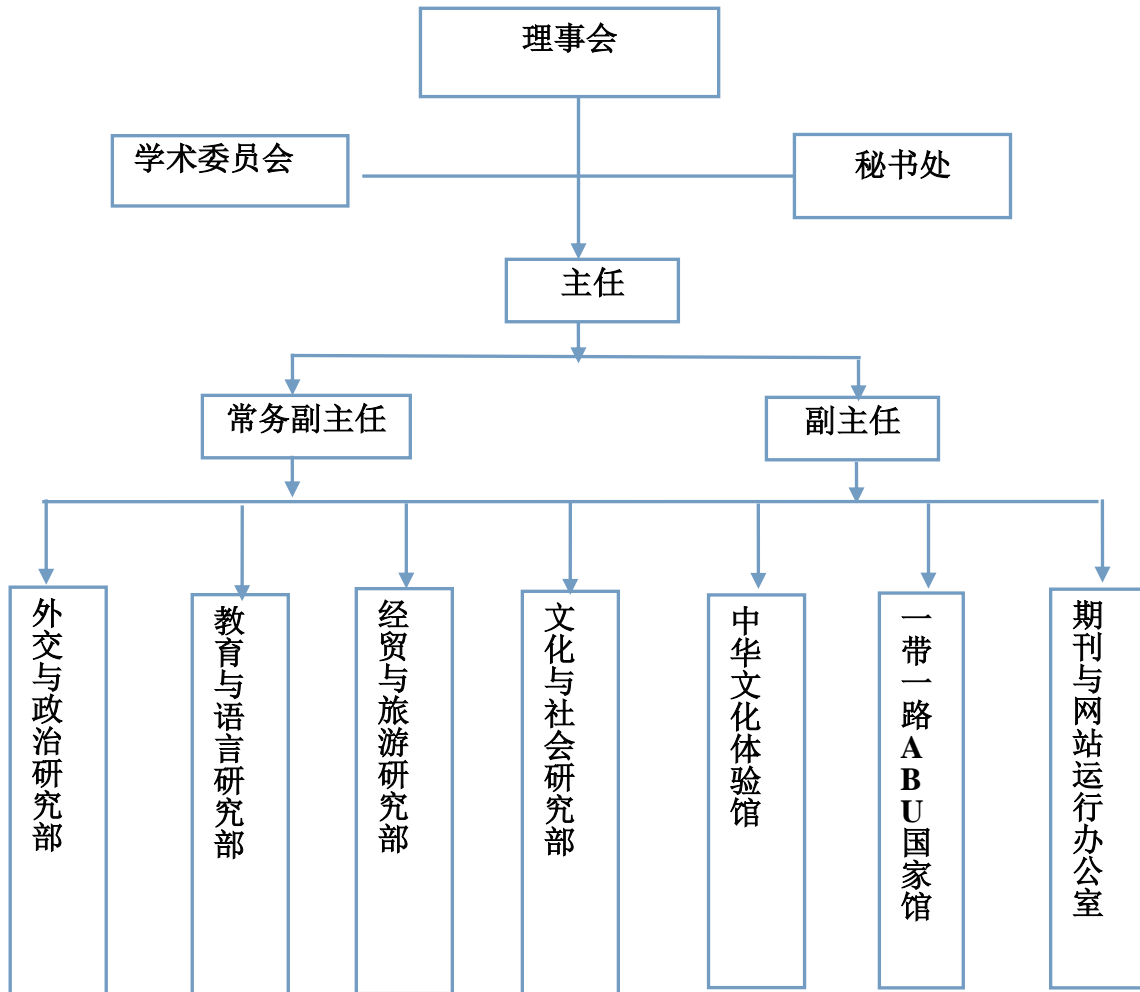 理事会
学术委员会
秘书处
主任
常务副主任
副主任
外交与政治研究部
教育与语言研究部
经贸与旅游研究部
文化与社会研究部
中华文化体验馆
一带一路ABU国家馆
期刊与网站运行办公室